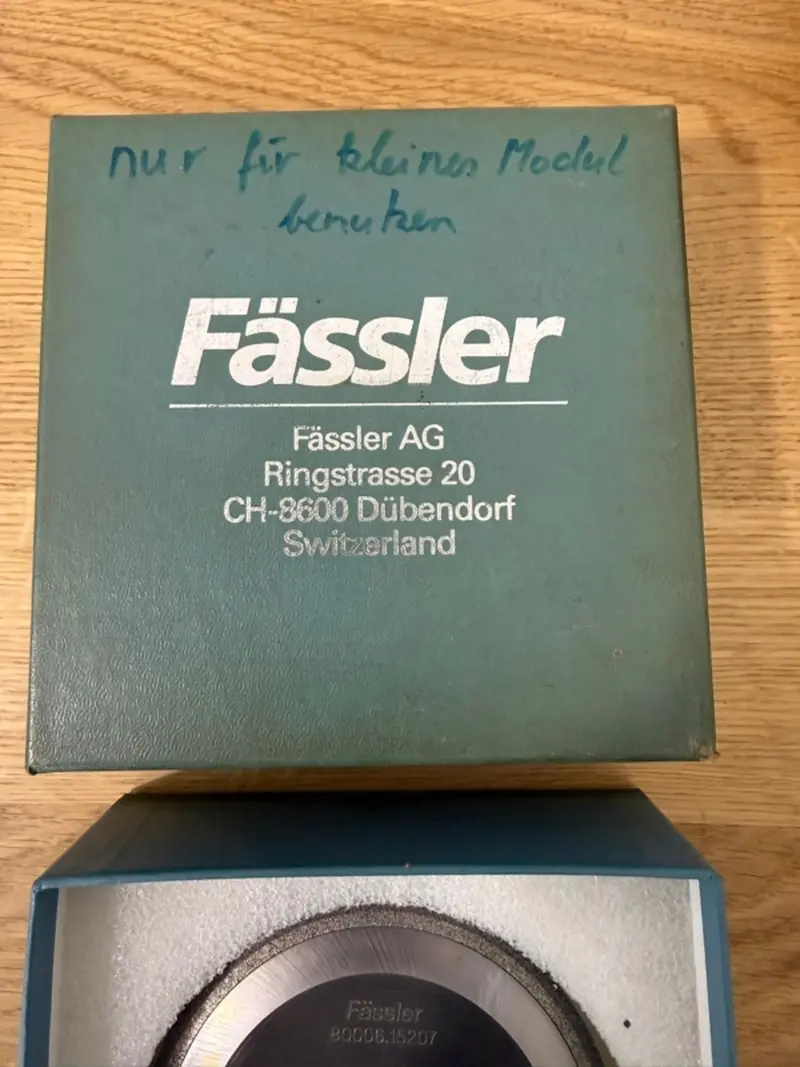 nur für kleines Modul
benutzen
Fässler
Fässler AG
Ringstrasse 20
CH-8600 Dübendorf
Switzerland
Fässler
80006.15207